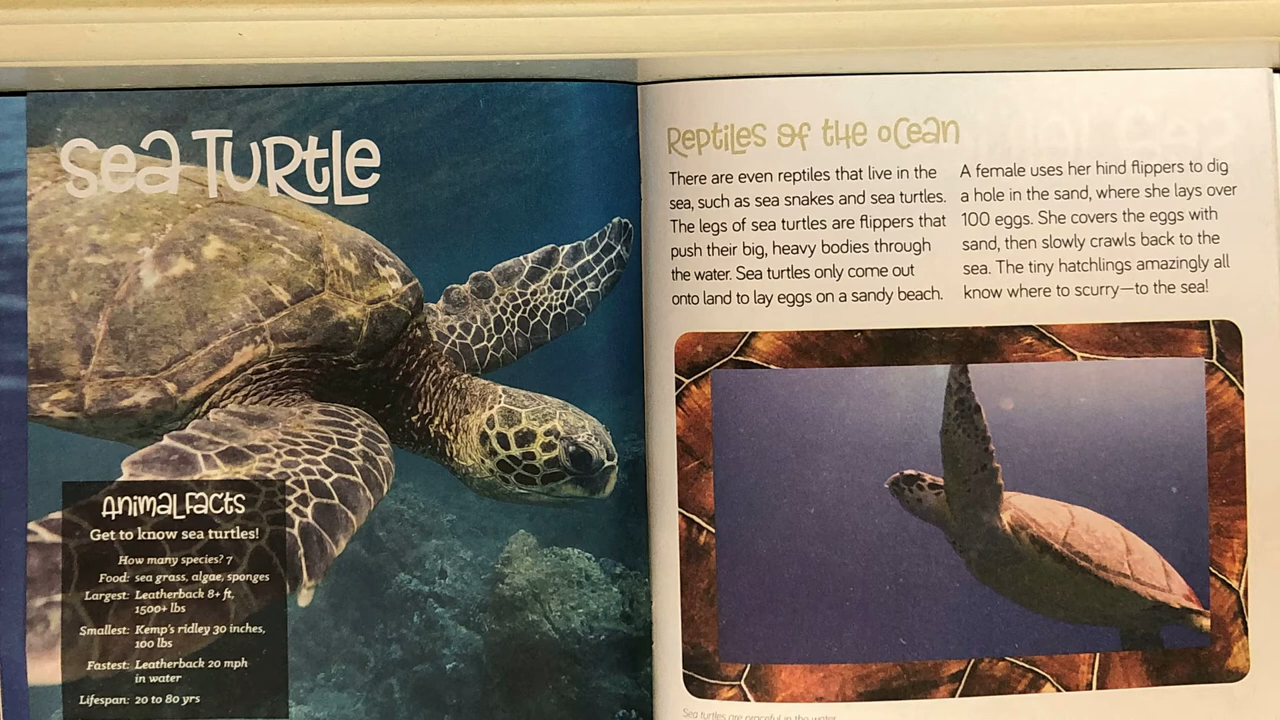 Sea Turtle
Animal Facts
Get to know sea turtles!
How many species? 7
Food: sea grass, algae, sponges
Largest: Leatherback 8+ ft,
1500+ lbs
Smallest: Kemp's ridley 30 inches,
100 lbs
Fastest: Leatherback 20 mph
in water
Lifespan: 20 to 80 yrs
Reptiles of the Ocean
There are even reptiles that live in the
sea, such as sea snakes and sea turtles.
The legs of sea turtles are flippers that
push their big, heavy bodies through
the water. Sea turtles only come out
onto land to lay eggs on a sandy beach.
A female uses her hind flippers to dig
a hole in the sand, where she lays over
100 eggs. She covers the eggs with
sand, then slowly crawls back to the
sea. The tiny hatchlings amazingly all
know where to scurry—to the sea!
Sea turtles are graceful in the water